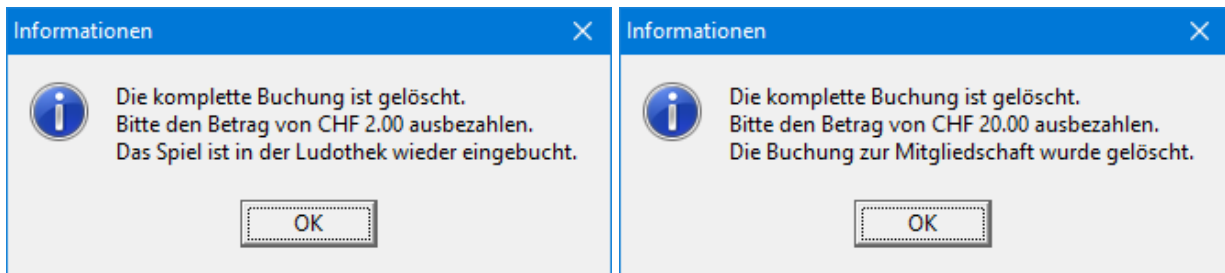 Informationen
Die komplette Buchung ist gelöscht.
Bitte den Betrag von CHF 2.00 ausbezahlen.
Das Spiel ist in der Ludothek wieder eingebucht.
OK
Informationen
Die komplette Buchung ist gelöscht.
Bitte den Betrag von CHF 20.00 ausbezahlen.
Die Buchung zur Mitgliedschaft wurde gelöscht.
OK